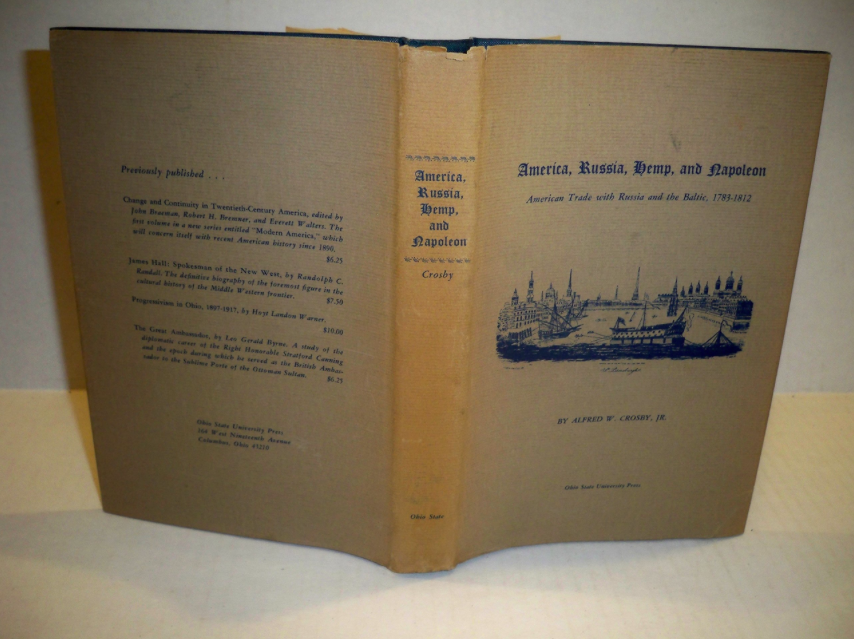 Previously published . . .
Change and Continuity in Twentieth-Century America, edited by
John Braeman, Robert H. Bremner, and Everett Walters. The
first volume in a new series entitled "Modern America," which
will concern itself with recent American history since 1890.
$6.25
James Hall: Spokesman of the New West, by Randolph C.
Randall. The definitive biography of the foremost figure in the
cultural history of the Middle Western frontier.
$7.50
Progressivism in Ohio, 1897-1917, by Hoyt Landon Warner.
$10.00
The Great Ambassador, by Leo Gerald Byrne. A study of the
diplomatic career of the Right Honorable Stratford Canning
and the epoch during which he served as the British Ambas-
sador to the Sublime Porte of the Ottoman Sultan.
$6.25
Ohio State University Press
164 West Nineteenth Avenue
Columbus, Ohio 43210
America,
Russia,
Hemp,
and
Napoleon
Crosby
Ohio State
America, Russia, Hemp, and Napoleon
American Trade with Russia and the Baltic, 1783-1812
BY ALFRED W. CROSBY, JR.
Ohio State University Press